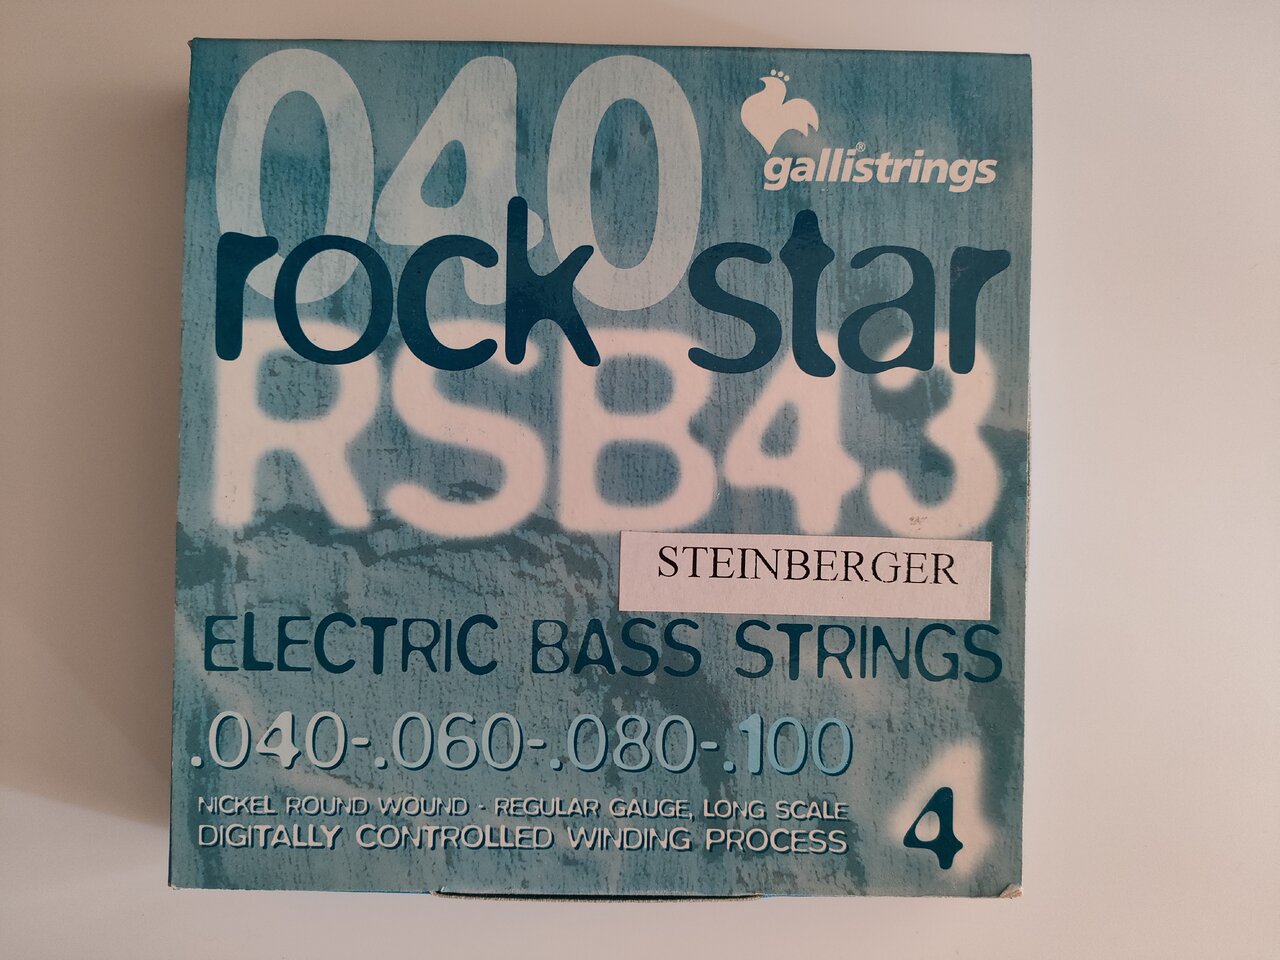 040
gallistrings®
rock star
RSB43
STEINBERGER
ELECTRIC BASS STRINGS
.040-.060-.080-.100
NICKEL ROUND WOUND - REGULAR GAUGE, LONG SCALE
DIGITALLY CONTROLLED WINDING PROCESS
4